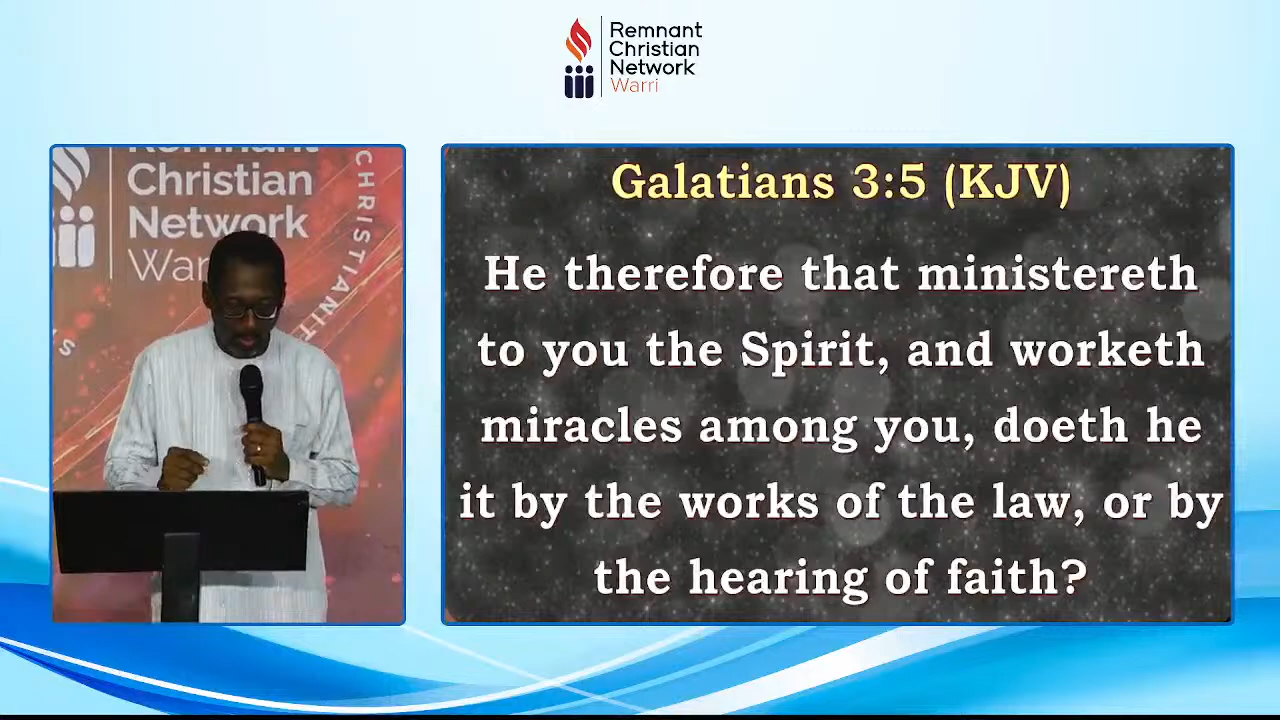 Remnant
Christian
Network
Warri
Christian
Network
CHRISTIANIT
S
Galatians 3:5 (KJV)
He therefore that ministereth
to you the Spirit, and worketh
miracles among you, doeth he
it by the works of the law, or by
the hearing of faith?